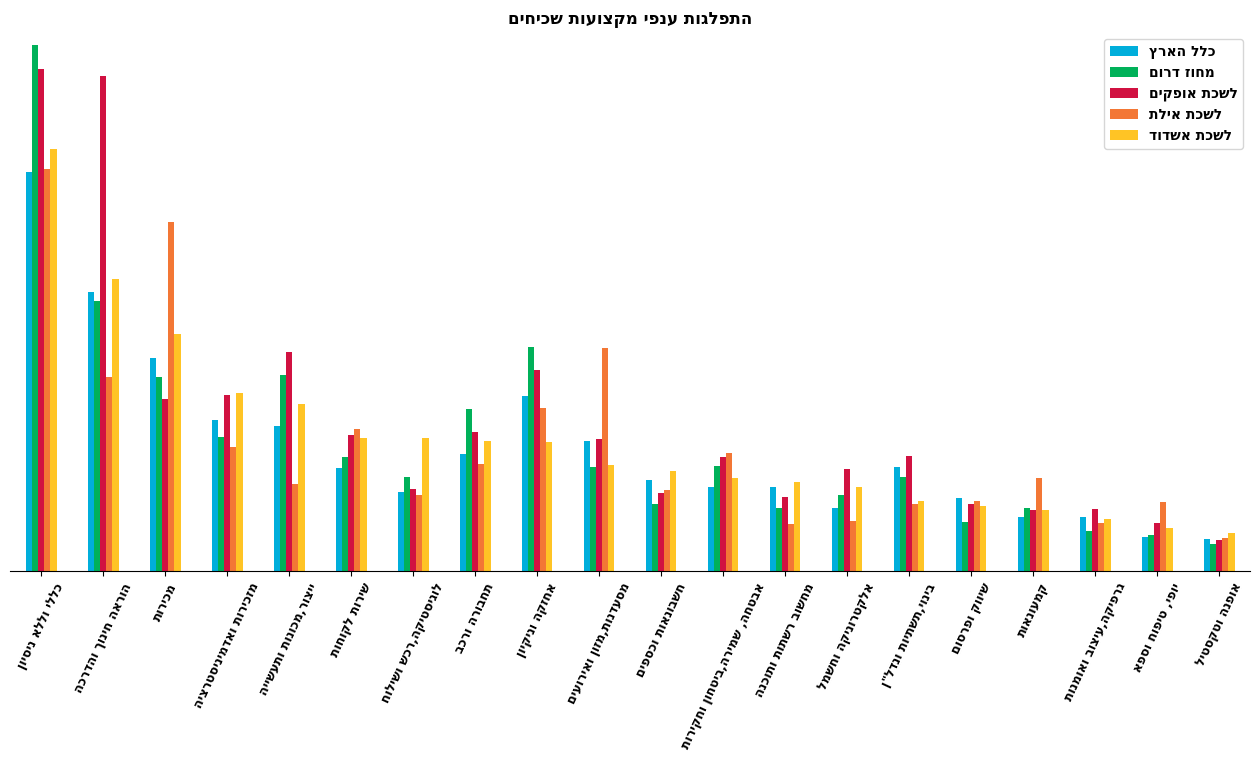 התפלגות ענפי מקצועות שכיחים
כלל הארץ
מחוז דרום
לשכת אופקים
לשכת אילת
לשכת אשדוד
כללי וללא ניסיון
הוראה חינוך והדרכה
מכירות
מזכירות ואדמיניסטרציה
ייצור,מכונות ותעשייה
שירות לקוחות
לוגיסטיקה,רכש ושילוח
תחבורה ורכב
אחזקה וניקיון
מסעדנות,מזון ואירועים
חשבונאות וכספים
אבטחה, שמירה,ביטחון וחקירות
מחשוב רשתות ותוכנה
אלקטרוניקה וחשמל
בינוי,תשתיות ונדל"ן
שיווק ופרסום
קמעונאות
גרפיקה,עיצוב ואומנות
יופי, טיפוח וספא
אופנה וטקסטיל